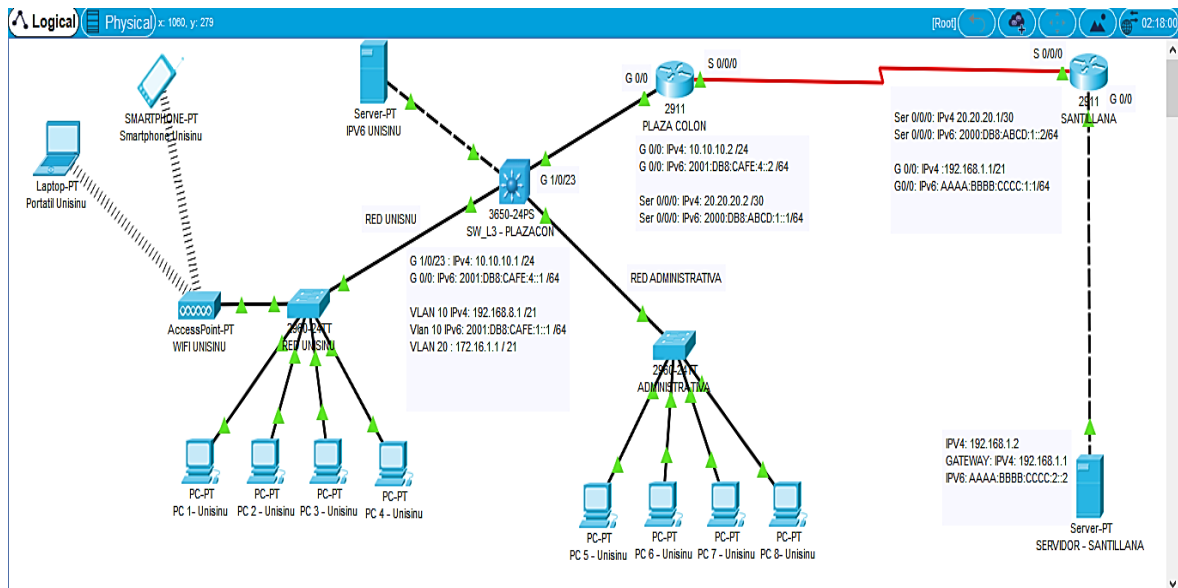 Logical
Physical x: 1060, y: 279
[Root]
02:18:00
SMARTPHONE-PT
Smartphone Unisinu
Laptop-PT
Portatil Unisinu
Server-PT
IPV6 UNISINU
G 0/0
2911
PLAZA COLON
S 0/0/0
S 0/0/0
2911
SANTILLANA
G 0/0
G 0/0: IPv4: 10.10.10.2 /24
G 0/0: IPv6: 2001:DB8:CAFE:4::2 /64
Ser 0/0/0: IPv4: 20.20.20.2 /30
Ser 0/0/0: IPv6: 2000:DB8:ABCD:1::1/64
Ser 0/0/0: IPv4 20.20.20.1/30
Ser 0/0/0: IPv6: 2000:DB8:ABCD:1::2/64
G 0/0: IPv4 :192.168.1.1/21
G0/0: IPv6: AAAA:BBBB:CCCC:1:1/64
G 1/0/23
3650-24PS
SW_L3 - PLAZACON
RED UNISNU
G 1/0/23 : IPv4: 10.10.10.1 /24
G 0/0: IPv6: 2001:DB8:CAFE:4::1 /64
VLAN 10 IPv4: 192.168.8.1 /21
Vlan 10 IPv6: 2001:DB8:CAFE:1::1 /64
VLAN 20 : 172.16.1.1 / 21
RED ADMINISTRATIVA
AccessPoint-PT
WIFI UNISINU
2960-24TT
RED UNISINU
2960-24TT
ADMINISTRATIVA
PC-PT
PC 1- Unisinu
PC-PT
PC 2 - Unisinu
PC-PT
PC 3 - Unisinu
PC-PT
PC 4 - Unisinu
PC-PT
PC 5 - Unisinu
PC-PT
PC 6 - Unisinu
PC-PT
PC 7 - Unisinu
PC-PT
PC 8- Unisinu
IPV4: 192.168.1.2
GATEWAY: IPV4: 192.168.1.1
IPV6: AAAA:BBBB:CCCC:2::2
Server-PT
SERVIDOR - SANTILLANA